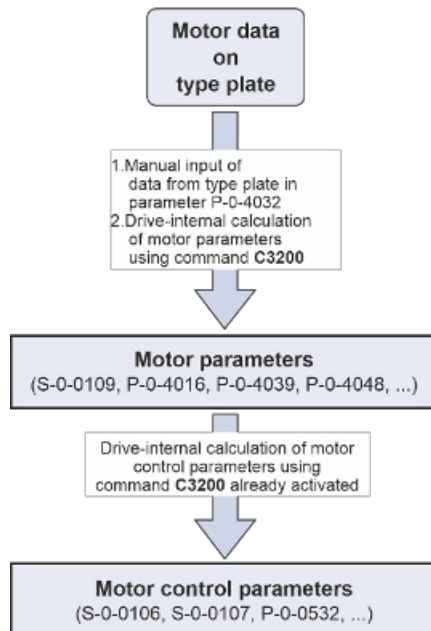 Motor data
on
type plate
1.Manual input of
data from type plate in
parameter P-0-4032
2.Drive-internal calculation
of motor parameters
using command C3200
Motor parameters
(S-0-0109, P-0-4016, P-0-4039, P-0-4048, ...)
Drive-internal calculation of motor
control parameters using
command C3200 already activated
Motor control parameters
(S-0-0106, S-0-0107, P-0-0532, ...)